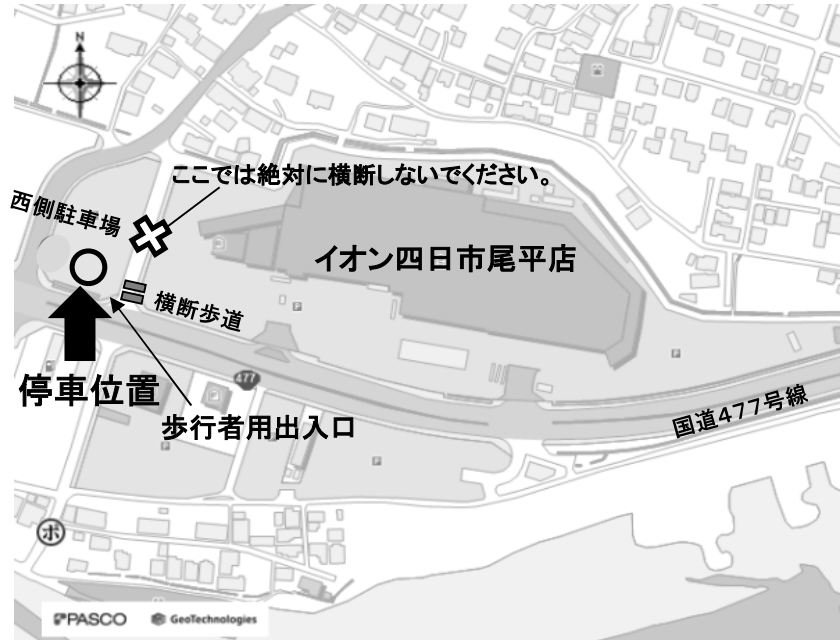 N
ここでは絶対に横断しないでください。
西側駐車場
イオン四日市尾平店
横断歩道
P
P
停車位置
477
歩行者用出入口
国道477号線
P
P
ポ
PASCO
GeoTechnologies